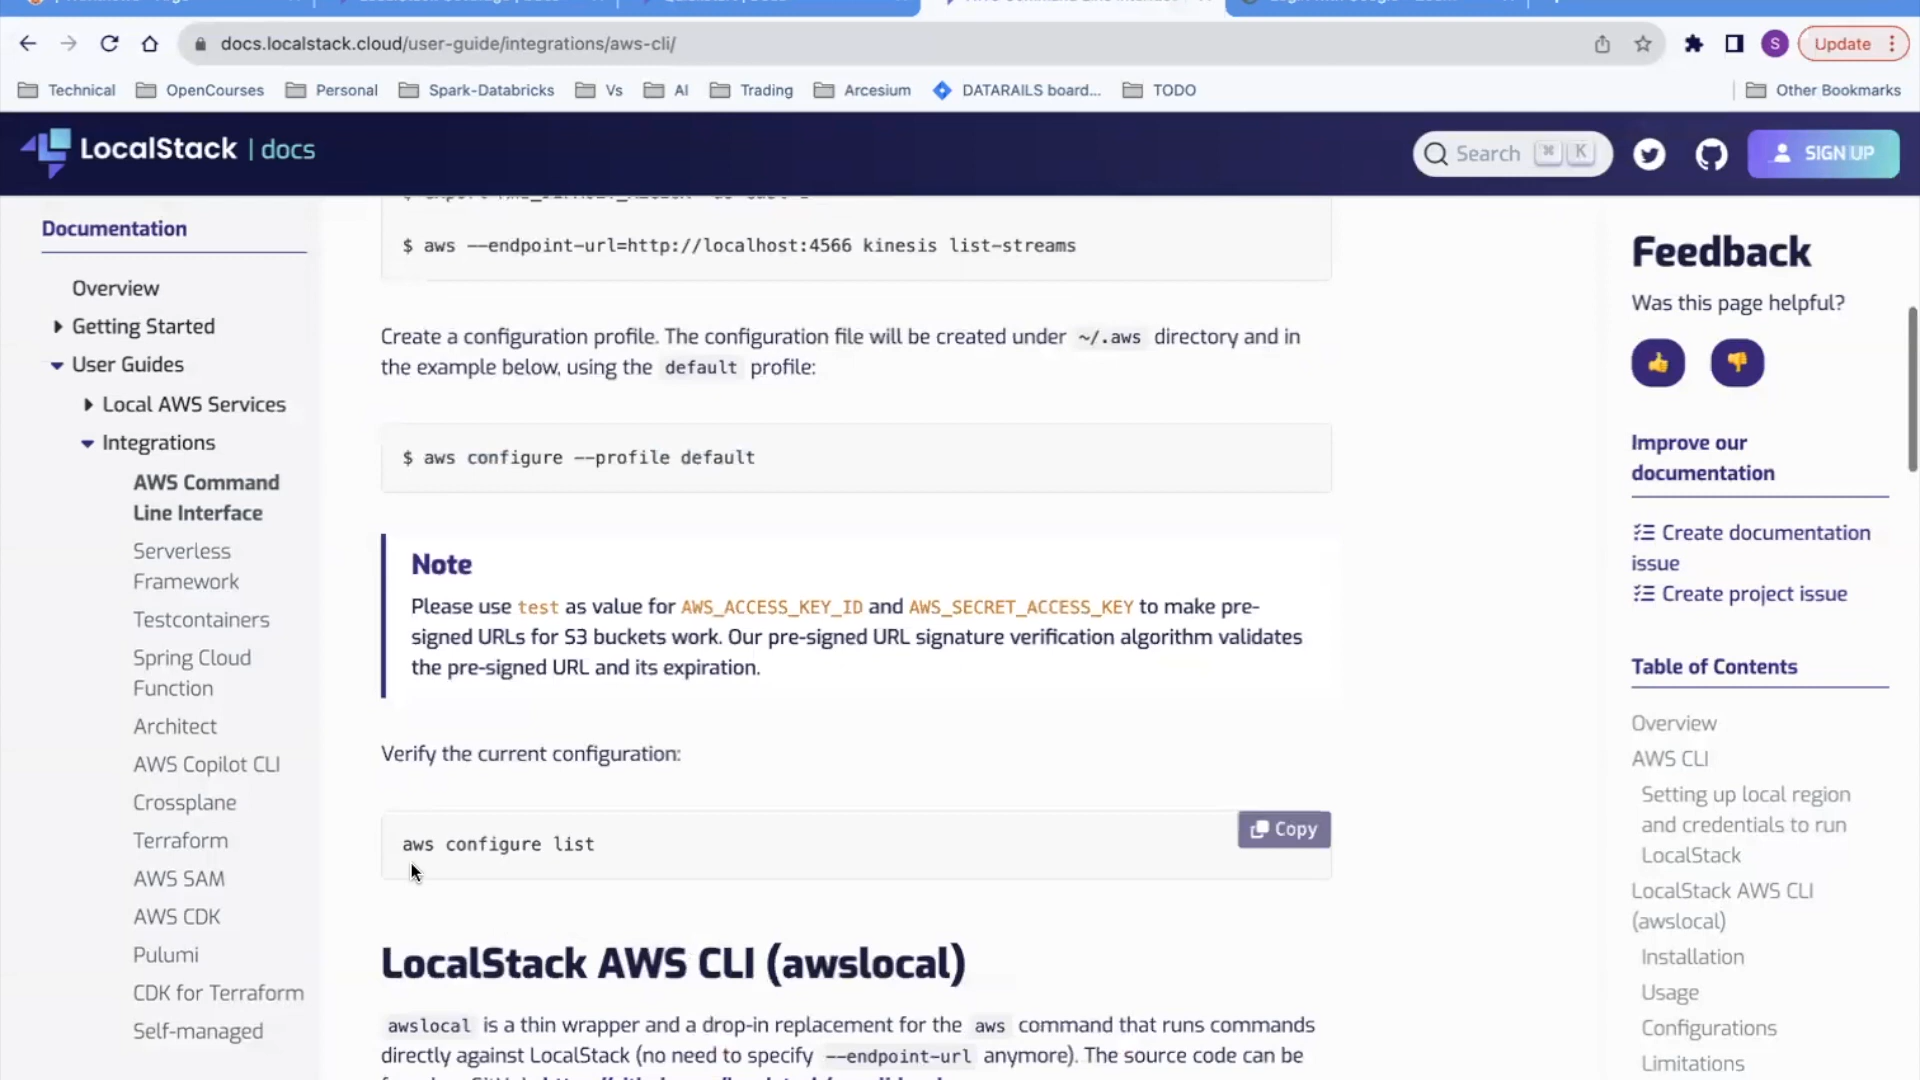 docs.localstack.cloud/user-guide/integrations/aws-cli/
S
Update
Technical
OpenCourses
Personal
Spark-Databricks
Vs
AI
Trading
Arcesium
DATARAILS board...
TODO
Other Bookmarks
LocalStack | docs
Search ⌘ K
SIGN UP
Documentation
Overview
Getting Started
User Guides
Local AWS Services
Integrations
AWS Command
Line Interface
Serverless
Framework
Testcontainers
Spring Cloud
Function
Architect
AWS Copilot CLI
Crossplane
Terraform
AWS SAM
AWS CDK
Pulumi
CDK for Terraform
Self-managed
$ aws --endpoint-url=http://localhost:4566 kinesis list-streams
Create a configuration profile. The configuration file will be created under ~/.aws directory and in
the example below, using the default profile:
$ aws configure --profile default
Note
Please use test as value for AWS_ACCESS_KEY_ID and AWS_SECRET_ACCESS_KEY to make pre-
signed URLs for S3 buckets work. Our pre-signed URL signature verification algorithm validates
the pre-signed URL and its expiration.
Verify the current configuration:
Copy
aws configure list
LocalStack AWS CLI (awslocal)
awslocal is a thin wrapper and a drop-in replacement for the aws command that runs commands
directly against LocalStack (no need to specify --endpoint-url anymore). The source code can be
Feedback
Was this page helpful?
Improve our
documentation
Create documentation
issue
Create project issue
Table of Contents
Overview
AWS CLI
Setting up local region
and credentials to run
LocalStack
LocalStack AWS CLI
(awslocal)
Installation
Usage
Configurations
Limitations